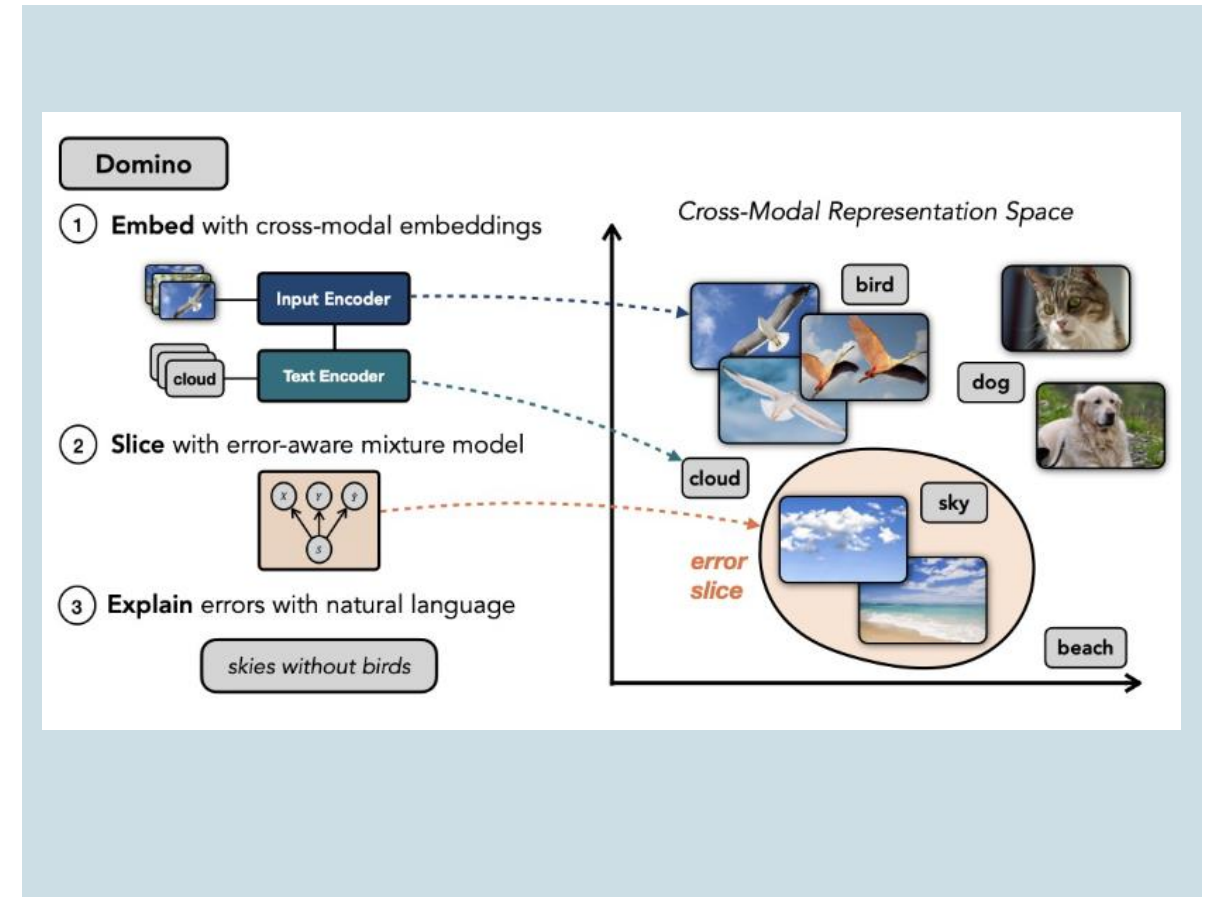 Domino
1 Embed with cross-modal embeddings
Input Encoder
cloud
Text Encoder
2 Slice with error-aware mixture model
X Y Ŷ
S
3 Explain errors with natural language
skies without birds
Cross-Modal Representation Space
bird
dog
cloud
sky
error
slice
beach